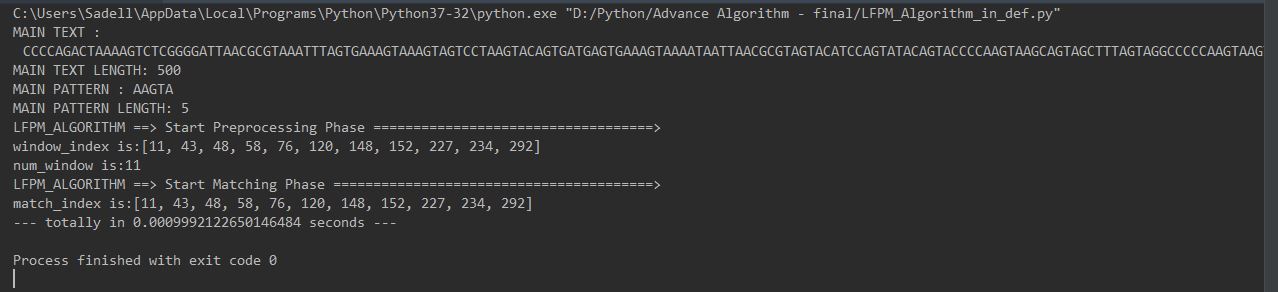 C:\Users\Sadell\AppData\Local\Programs\Python\Python37-32\python.exe "D:/Python/Advance Algorithm - final/LFPM_Algorithm_in_def.py"
MAIN TEXT :
CCCCAGACTAAAAGTCTCGGGGATTAACGCGTAAATTTAGTGAAAGTAAAGTAGTCCTAAGTACAGTGATGAGTGAAAGTAAAATAATTAACGCGTAGTACATCCAGTATACAGTACCCCAAGTAAGCAGTAGCTTTAGTAGGCCCCCAAGTAAG
MAIN TEXT LENGTH: 500
MAIN PATTERN : AAGTA
MAIN PATTERN LENGTH: 5
LFPM_ALGORITHM ==> Start Preprocessing Phase ===================================>
window_index is:[11, 43, 48, 58, 76, 120, 148, 152, 227, 234, 292]
num_window is:11
LFPM_ALGORITHM ==> Start Matching Phase ========================================>
match_index is:[11, 43, 48, 58, 76, 120, 148, 152, 227, 234, 292]
--- totally in 0.0009992122650146484 seconds ---
Process finished with exit code 0